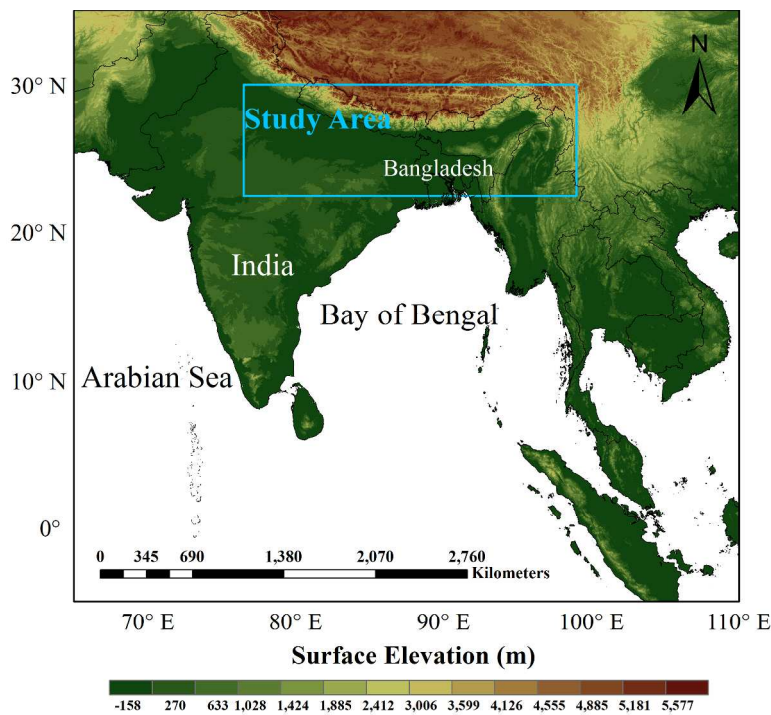 N
30° N
Study Area
Bangladesh
20° N
India
Bay of Bengal
10° N
Arabian Sea
0°
0 345 690 1,380 2,070 2,760
Kilometers
70° E 80° E 90° E 100° E 110° E
Surface Elevation (m)
-158 270 633 1,028 1,424 1,885 2,412 3,006 3,599 4,126 4,555 4,885 5,181 5,577